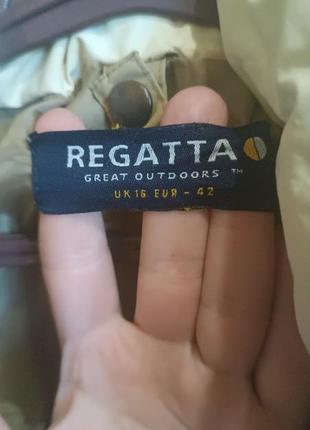 REGATTA
GREAT OUTDOORS ™
UK 16 EUR - 42